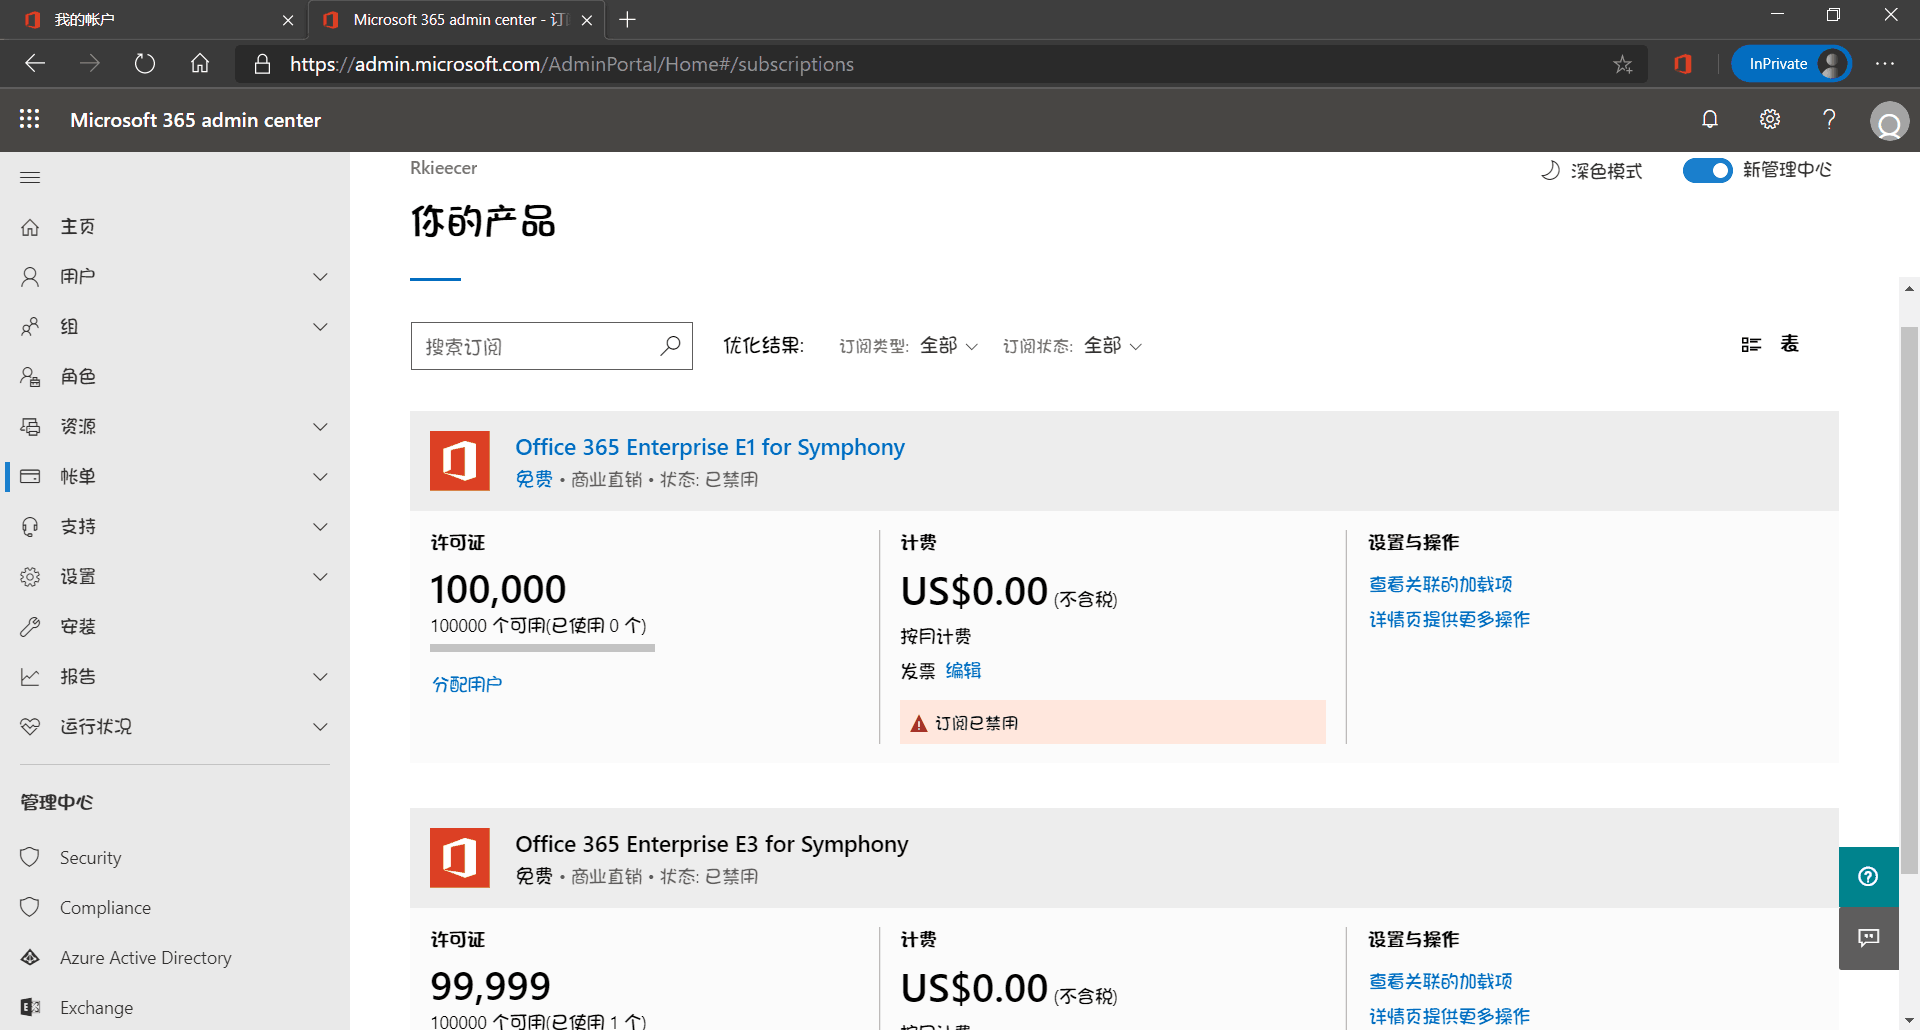 我的帐户
Microsoft 365 admin center - 订
https://admin.microsoft.com/AdminPortal/Home#/subscriptions
InPrivate
Microsoft 365 admin center
Rkieecer
深色模式
新管理中心
你的产品
主页
用户
组
角色
资源
帐单
支持
设置
安装
报告
运行状况
管理中心
Security
Compliance
Azure Active Directory
Exchange
搜索订阅
优化结果:
订阅类型: 全部
订阅状态: 全部
表
Office 365 Enterprise E1 for Symphony
免费 • 商业直销 • 状态: 已禁用
许可证
100,000
100000 个可用(已使用 0 个)
分配用户
计费
US$0.00 (不含税)
按月计费
发票 编辑
订阅已禁用
设置与操作
查看关联的加载项
详情页提供更多操作
Office 365 Enterprise E3 for Symphony
免费 • 商业直销 • 状态: 已禁用
许可证
99,999
100000 个可用(已使用 1 个)
计费
US$0.00 (不含税)
按月计费
设置与操作
查看关联的加载项
详情页提供更多操作